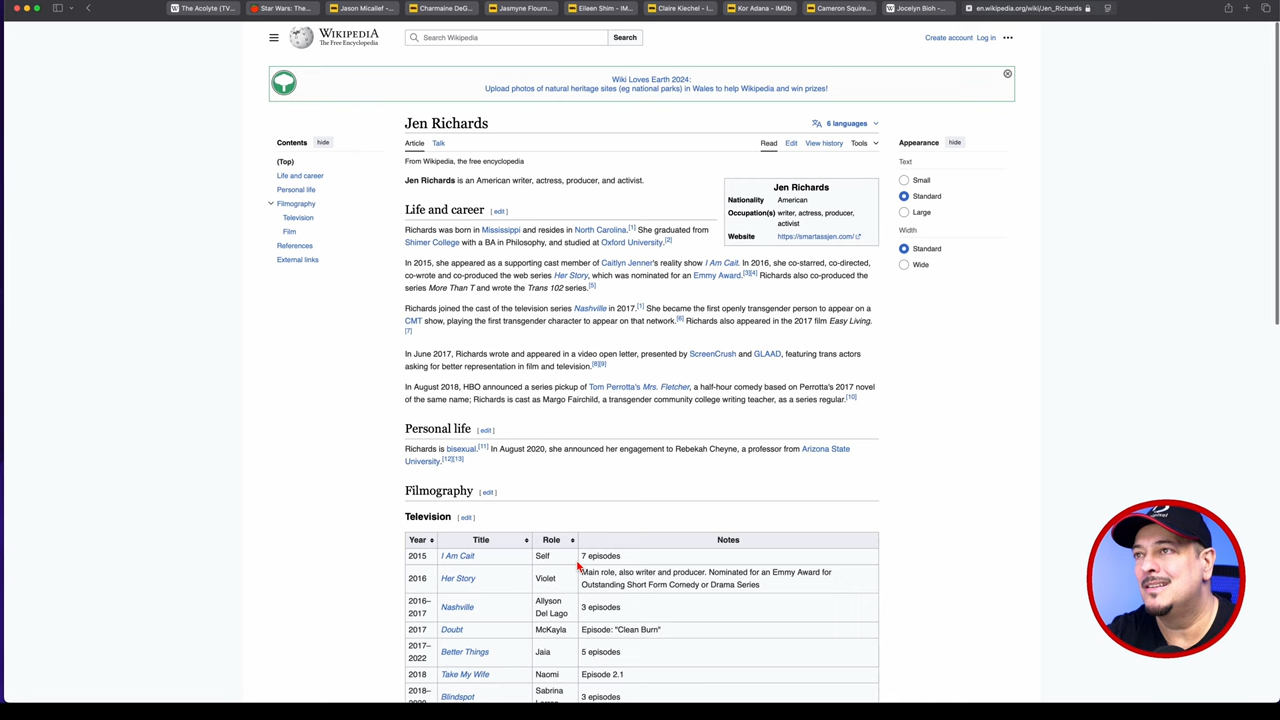 The Acolyte (TV...
Star Wars: The...
Jason Micallef -...
Charmaine DeG...
Jasmyne Flourn...
Eileen Shim - IM...
Claire Kiechel - I...
Kor Adana - IMDb
Cameron Squire...
Jocelyn Bioh -...
en.wikipedia.org/wiki/Jen_Richards
WIKIPEDIA
The Free Encyclopedia
Search Wikipedia
Search
Create account Log in
Wiki Loves Earth 2024:
Upload photos of natural heritage sites (eg national parks) in Wales to help Wikipedia and win prizes!
Contents hide
(Top)
Life and career
Personal life
Filmography
Television
Film
References
External links
Jen Richards
6 languages
Article Talk
Read Edit View history Tools
From Wikipedia, the free encyclopedia
Jen Richards is an American writer, actress, producer, and activist.
Jen Richards
Nationality American
Occupation(s) writer, actress, producer,
activist
Website https://smartassjen.com/
Life and career [ edit ]
Richards was born in Mississippi and resides in North Carolina.[1] She graduated from
Shimer College with a BA in Philosophy, and studied at Oxford University.[2]
In 2015, she appeared as a supporting cast member of Caitlyn Jenner's reality show I Am Cait. In 2016, she co-starred, co-directed,
co-wrote and co-produced the web series Her Story, which was nominated for an Emmy Award.[3][4] Richards also co-produced the
series More Than T and wrote the Trans 102 series.[5]
Richards joined the cast of the television series Nashville in 2017.[1] She became the first openly transgender person to appear on a
CMT show, playing the first transgender character to appear on that network.[6] Richards also appeared in the 2017 film Easy Living.
[7]
In June 2017, Richards wrote and appeared in a video open letter, presented by ScreenCrush and GLAAD, featuring trans actors
asking for better representation in film and television.[8][9]
In August 2018, HBO announced a series pickup of Tom Perrotta's Mrs. Fletcher, a half-hour comedy based on Perrotta's 2017 novel
of the same name; Richards is cast as Margo Fairchild, a transgender community college writing teacher, as a series regular.[10]
Personal life [ edit ]
Richards is bisexual.[11] In August 2020, she announced her engagement to Rebekah Cheyne, a professor from Arizona State
University.[12][13]
Filmography [ edit ]
Television [ edit ]
Year Title Role Notes
2015 I Am Cait Self 7 episodes
2016 Her Story Violet Main role, also writer and producer. Nominated for an Emmy Award for
Outstanding Short Form Comedy or Drama Series
2016–
2017 Nashville Allyson
Del Lago 3 episodes
2017 Doubt McKayla Episode: "Clean Burn"
2017–
2022 Better Things Jaia 5 episodes
2018 Take My Wife Naomi Episode 2.1
2018–
Blindspot Sabrina
3 episodes
Appearance hide
Text
Small
Standard
Large
Width
Standard
Wide